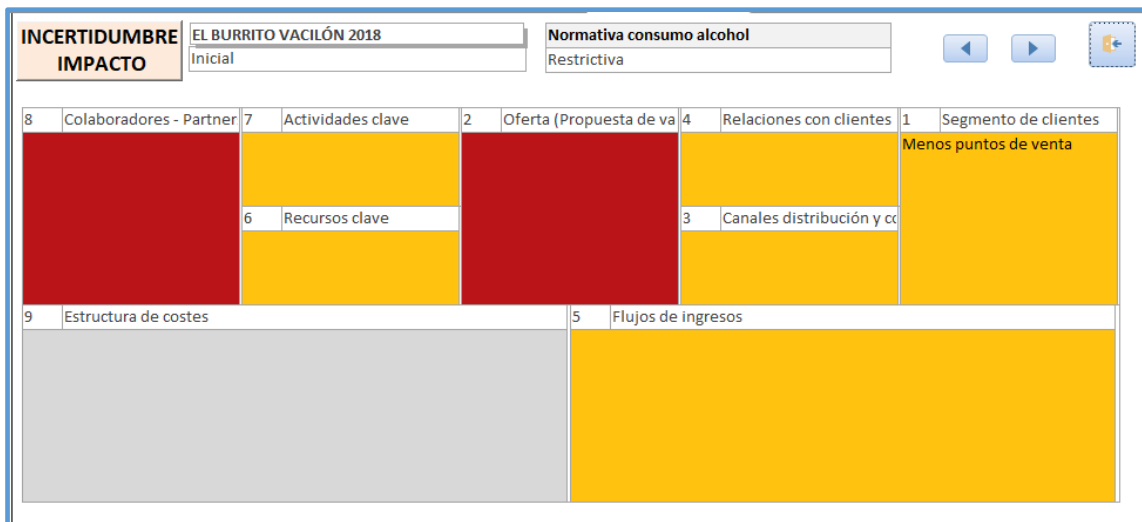 INCERTIDUMBRE IMPACTO
EL BURRITO VACILÓN 2018
Inicial
Normativa consumo alcohol
Restrictiva
8 Colaboradores - Partner
7 Actividades clave
2 Oferta (Propuesta de va
4 Relaciones con clientes
1 Segmento de clientes
Menos puntos de venta
6 Recursos clave
3 Canales distribución y co
9 Estructura de costes
5 Flujos de ingresos